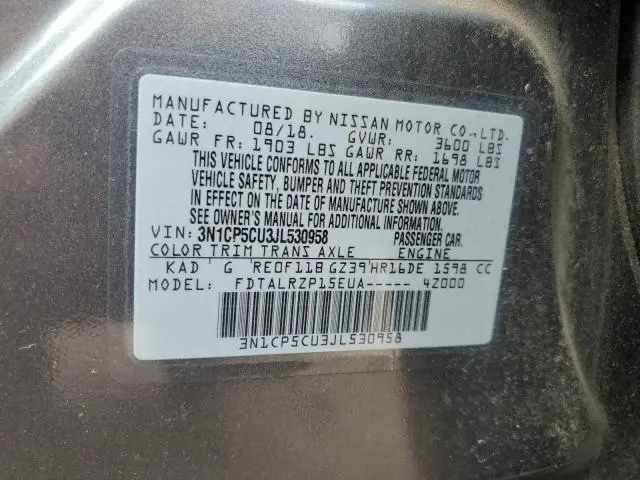 MANUFACTURED BY NISSAN MOTOR CO., LTD.
DATE: 08/18. GVWR: 3600 LBS
GAWR FR: 1903 LBS GAWR RR: 1698 LBS
THIS VEHICLE CONFORMS TO ALL APPLICABLE FEDERAL MOTOR
VEHICLE SAFETY, BUMPER AND THEFT PREVENTION STANDARDS
IN EFFECT ON THE DATE OF MANUFACTURE SHOWN ABOVE.
SEE OWNER'S MANUAL FOR ADDITIONAL INFORMATION.
VIN: 3N1CP5CU3JL530958 PASSENGER CAR.
COLOR TRIM TRANS AXLE ENGINE
KAD G RE0F11B GZ39 HR16DE 1598 CC
MODEL: FDTALRZP15EUA----- 4Z000
3N1CP5CU3JL530958